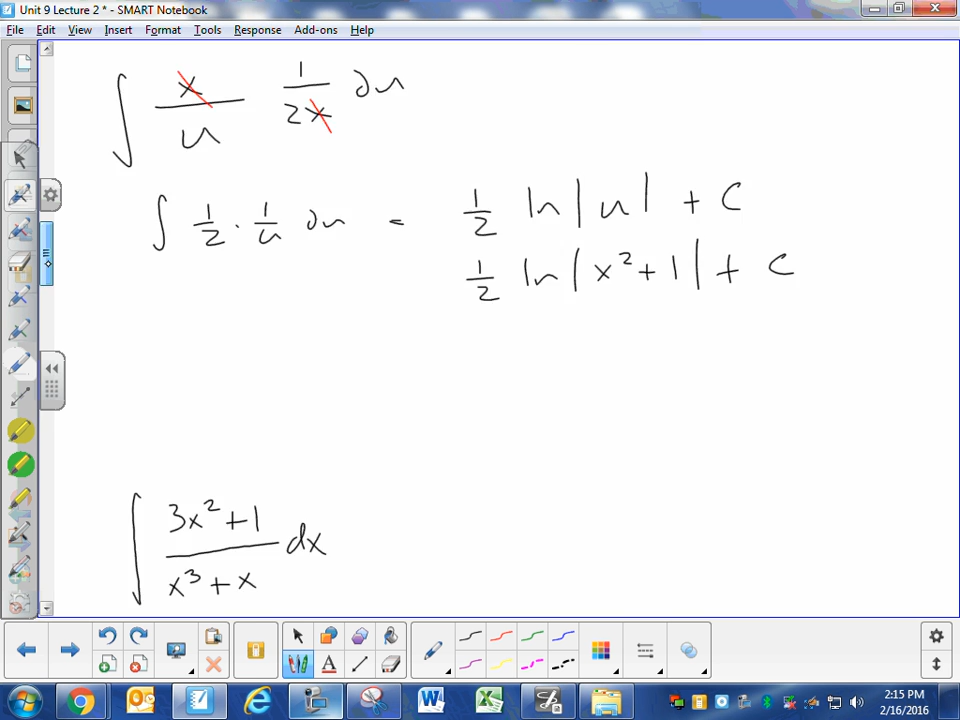 Unit 9 Lecture 2 * - SMART Notebook
File Edit View Insert Format Tools Response Add-ons Help
∫ x/u 1/2x du
∫ 1/2 · 1/u du = 1/2 ln|u| + C
1/2 ln|x²+1| + C
∫ 3x²+1/x³+x dx
A
2:15 PM
2/16/2016